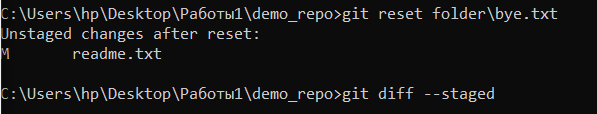 C:\Users\hp\Desktop\Работы1\demo_repo>git reset folder\bye.txt
Unstaged changes after reset:
M       readme.txt
C:\Users\hp\Desktop\Работы1\demo_repo>git diff --staged